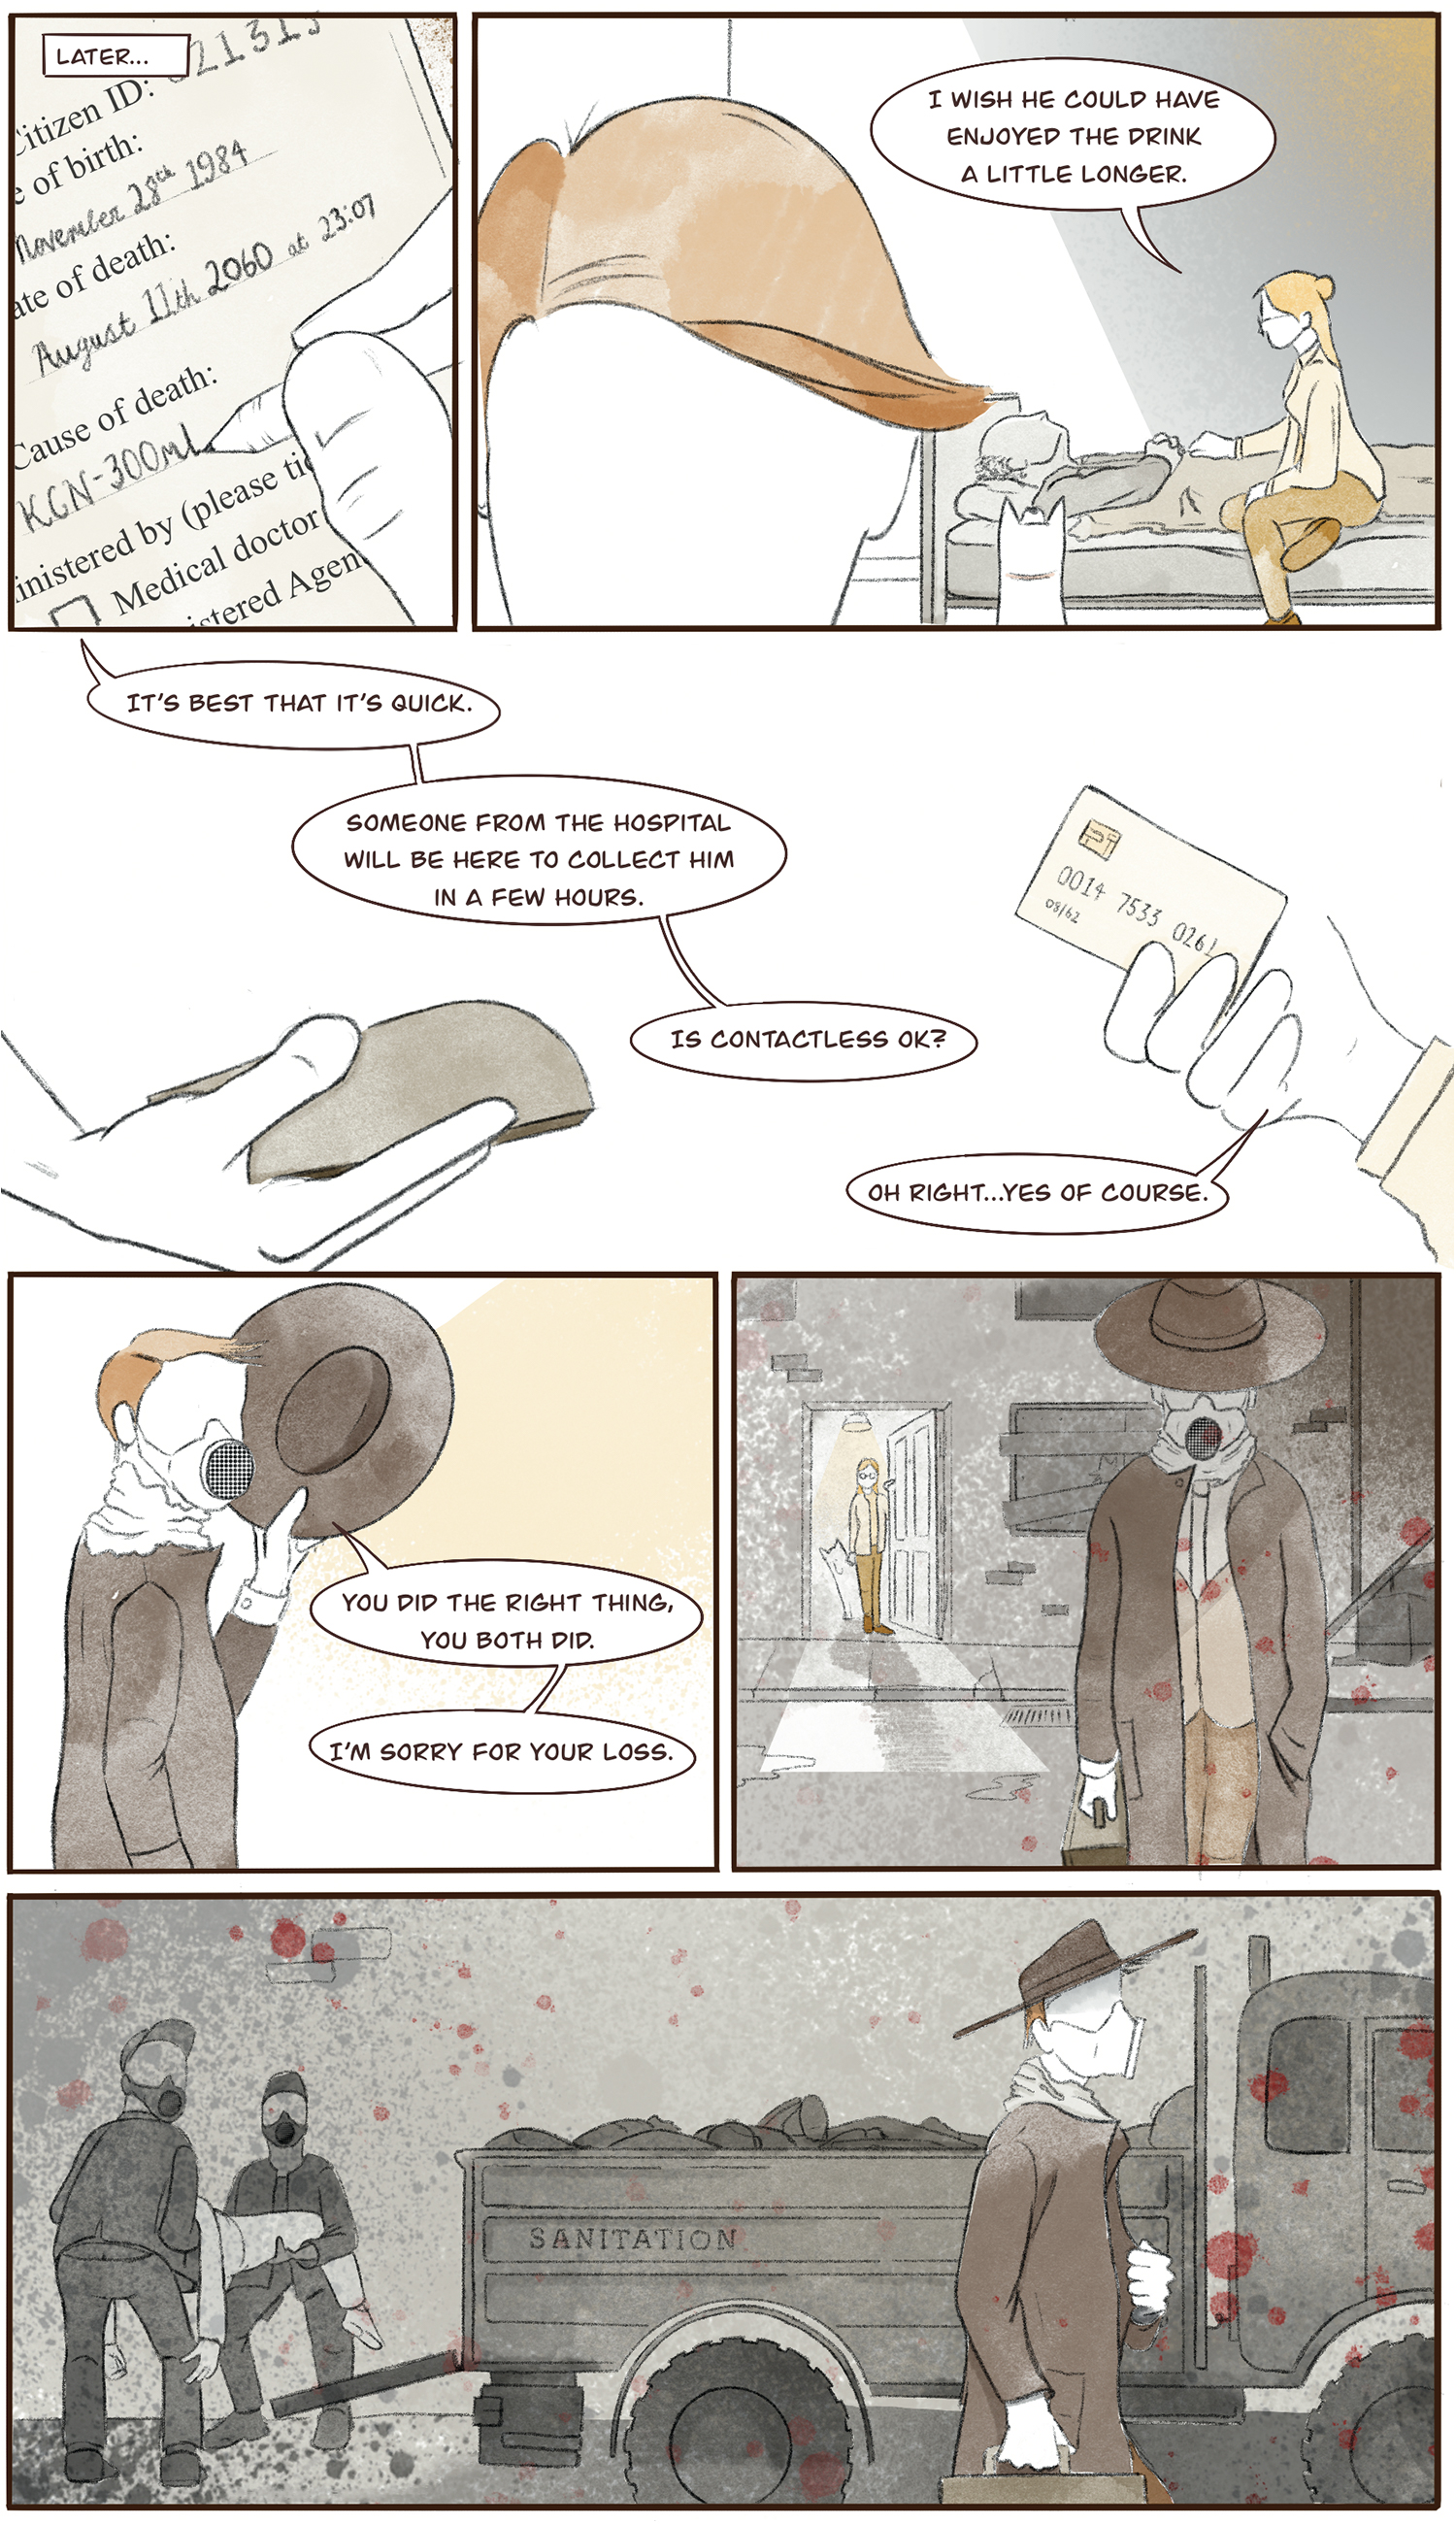 LATER...
Citizen ID: 021313
e of birth:
November 28th 1984
ate of death:
August 11th 2060 at 23:07
Cause of death:
KGN-300ml
inistered by (please tic
Medical doctor
istered Agen
I WISH HE COULD HAVE
ENJOYED THE DRINK
A LITTLE LONGER.
IT'S BEST THAT IT'S QUICK.
SOMEONE FROM THE HOSPITAL
WILL BE HERE TO COLLECT HIM
IN A FEW HOURS.
0014 7533 0261
08/62
IS CONTACTLESS OK?
OH RIGHT...YES OF COURSE.
YOU DID THE RIGHT THING,
YOU BOTH DID.
I'M SORRY FOR YOUR LOSS.
SANITATION